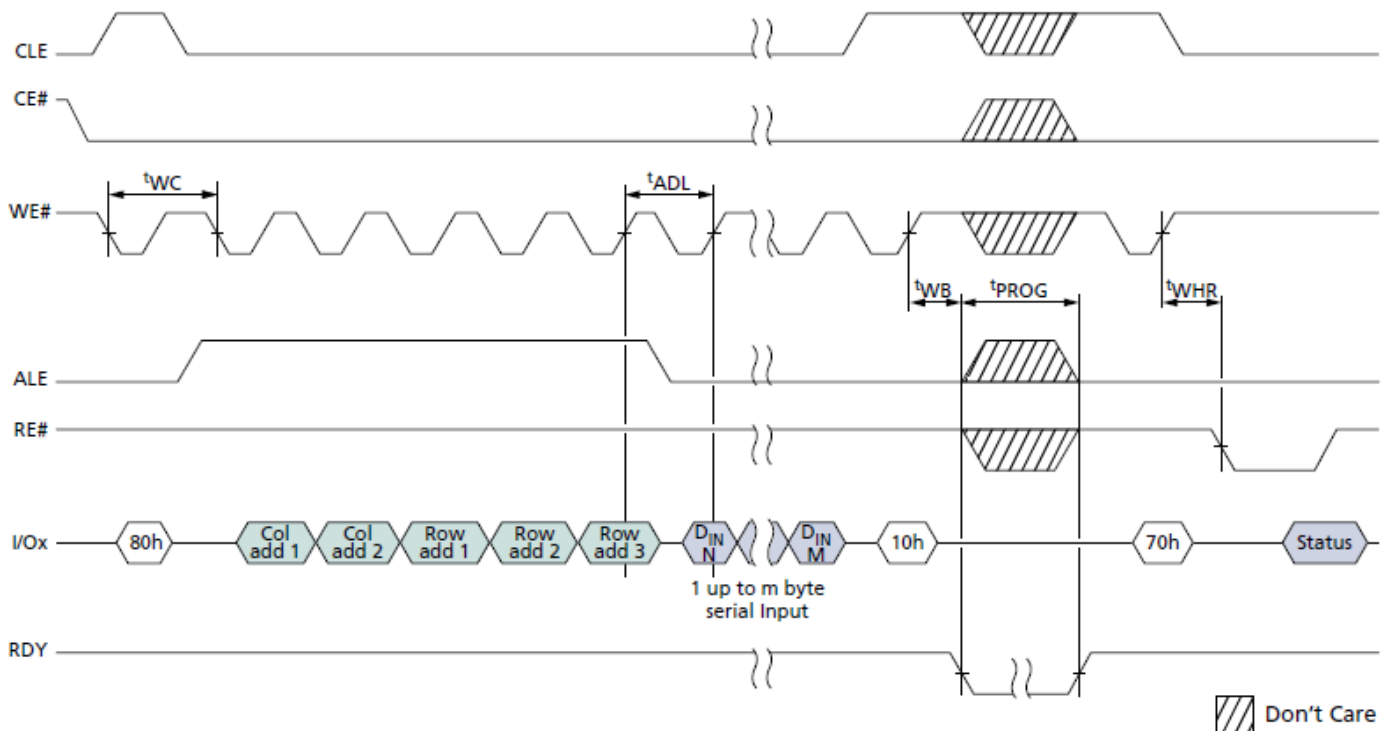 CLE
CE#
tWC
tADL
WE#
tWB
tPROG
tWHR
ALE
RE#
I/Ox
80h
Col add 1
Col add 2
Row add 1
Row add 2
Row add 3
DIN N
DIN M
10h
70h
Status
1 up to m byte
serial Input
RDY
Don't Care